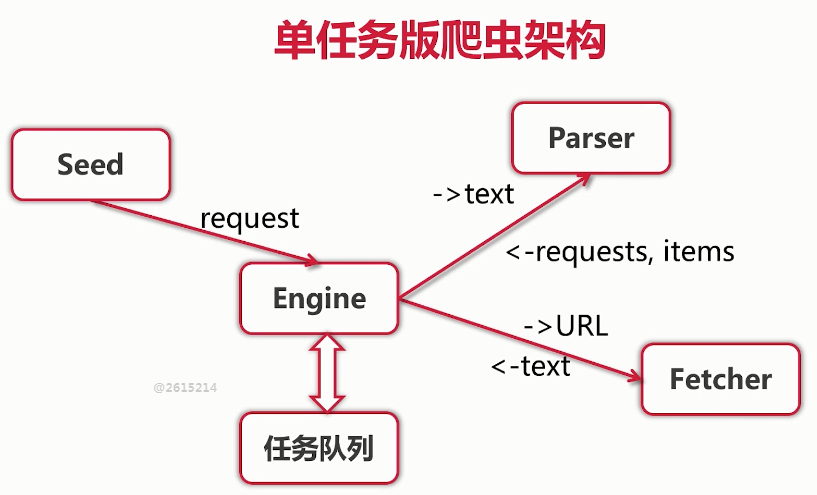 单任务版爬虫架构
Parser
Seed
->text
request
<-requests, items
Engine
->URL
<-text
Fetcher
@2615214
任务队列